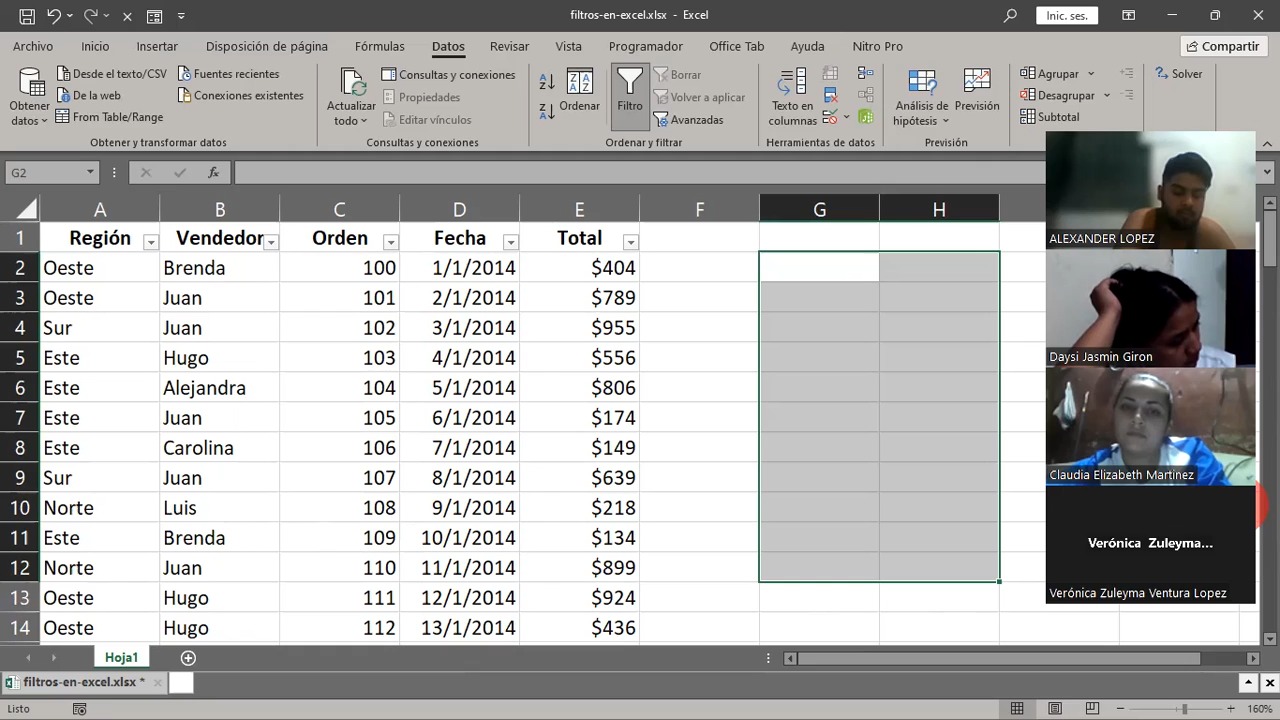 filtros-en-excel.xlsx - Excel
Inic. ses.
Archivo Inicio Insertar Disposición de página Fórmulas Datos Revisar Vista Programador Office Tab Ayuda Nitro Pro Compartir
Obtener datos
Desde el texto/CSV
De la web
From Table/Range
Fuentes recientes
Conexiones existentes
Obtener y transformar datos
Actualizar todo
Consultas y conexiones
Propiedades
Editar vínculos
Consultas y conexiones
Ordenar
Filtro
Borrar
Volver a aplicar
Avanzadas
Ordenar y filtrar
Texto en columnas
Herramientas de datos
Análisis de hipótesis
Previsión
Previsión
Agrupar
Desagrupar
Subtotal
Solver
G2 fx
A B C D E F G H
1 Región Vendedor Orden Fecha Total
2 Oeste Brenda 100 1/1/2014 $404
3 Oeste Juan 101 2/1/2014 $789
4 Sur Juan 102 3/1/2014 $955
5 Este Hugo 103 4/1/2014 $556
6 Este Alejandra 104 5/1/2014 $806
7 Este Juan 105 6/1/2014 $174
8 Este Carolina 106 7/1/2014 $149
9 Sur Juan 107 8/1/2014 $639
10 Norte Luis 108 9/1/2014 $218
11 Este Brenda 109 10/1/2014 $134
12 Norte Juan 110 11/1/2014 $899
13 Oeste Hugo 111 12/1/2014 $924
14 Oeste Hugo 112 13/1/2014 $436
ALEXANDER LOPEZ
Daysi Jasmin Giron
Claudia Elizabeth Martinez
Verónica Zuleyma...
Verónica Zuleyma Ventura Lopez
Hoja1
filtros-en-excel.xlsx *
Listo
160%